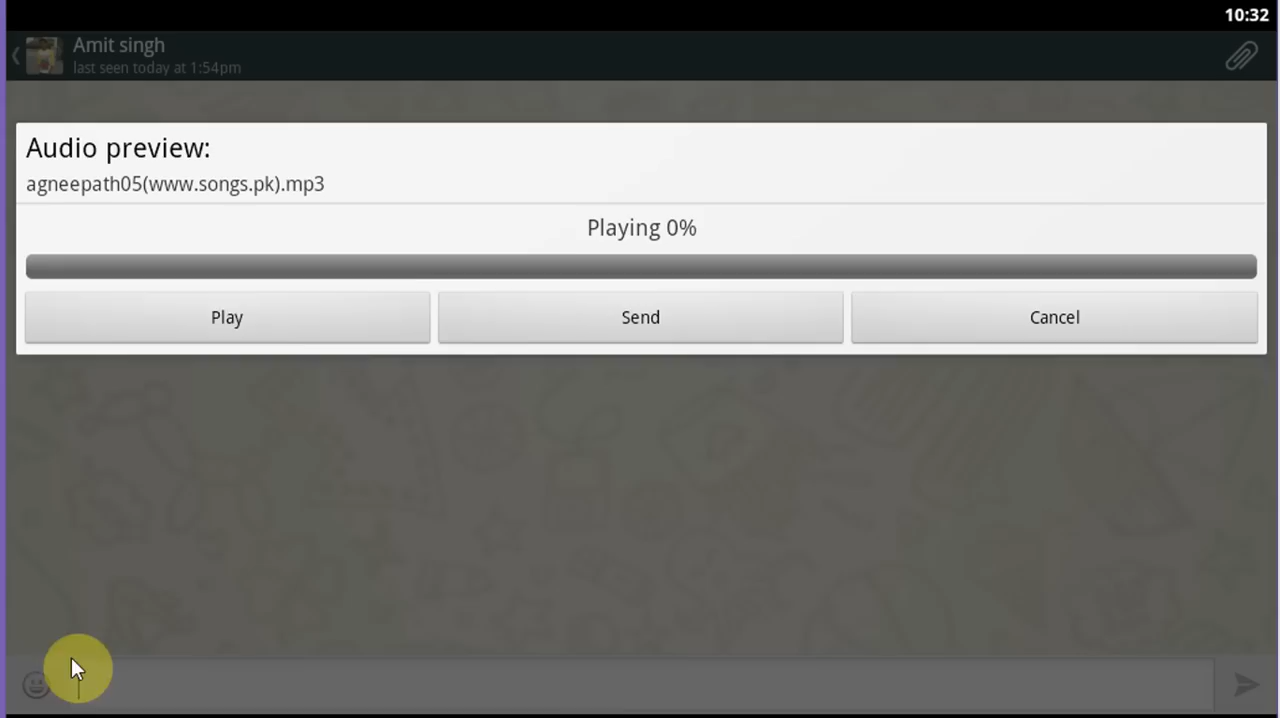 10:32
Amit singh
last seen today at 1:54pm
Audio preview:
agneepath05(www.songs.pk).mp3
Playing 0%
Play
Send
Cancel